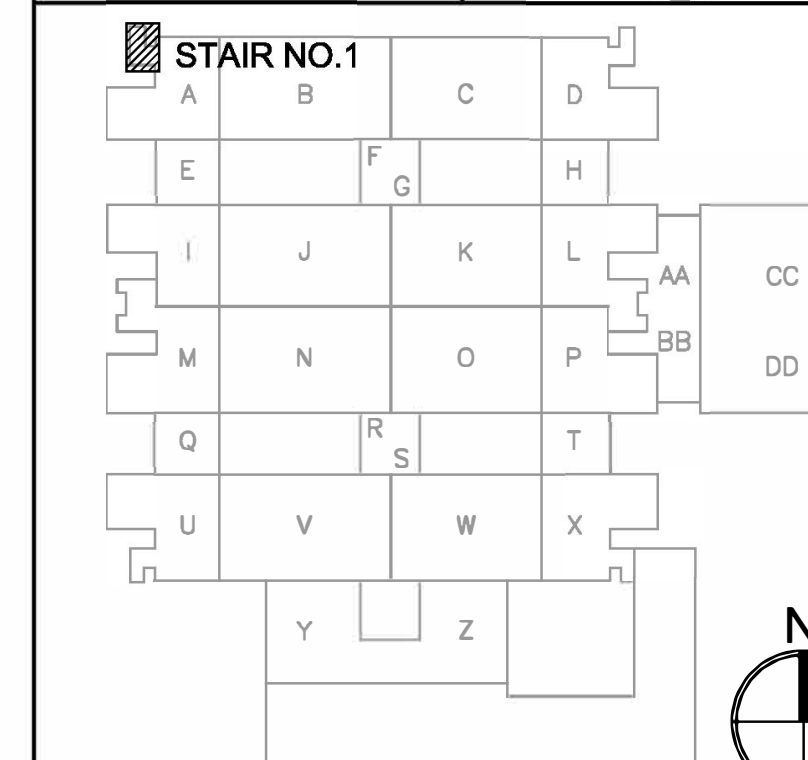 STAIR NO.1
A B C D
E F G H
I J K L
AA CC
M N O P
BB DD
Q R S T
U V W X
Y Z
N